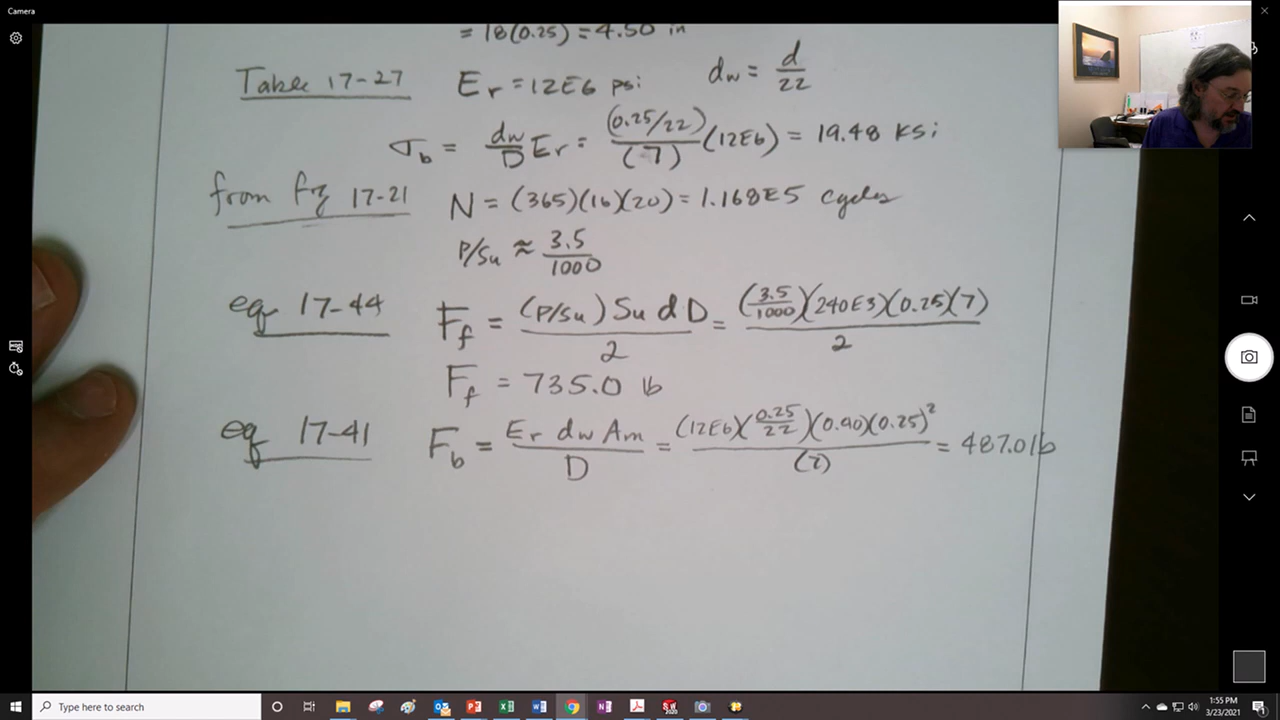 Camera
= 18(0.25) = 4.50 in
Table 17-27 Er = 12E6 psi dw = d/22
σb = dw/D Er = (0.25/22)/(7) (12E6) = 19.48 ksi
from fig 17-21 N = (365)(16)(20) = 1.168E5 cycles
P/Su ≈ 3.5/1000
eq 17-44 Ff = (P/Su) Su d D/2 = (3.5/1000)(240E3)(0.25)(7)/2
Ff = 735.0 lb
eq 17-41 Fb = Er dw Am/D = (12E6)(0.25/22)(0.40)(0.25)²/(7) = 487.0 lb
Type here to search
1:55 PM
3/23/2021